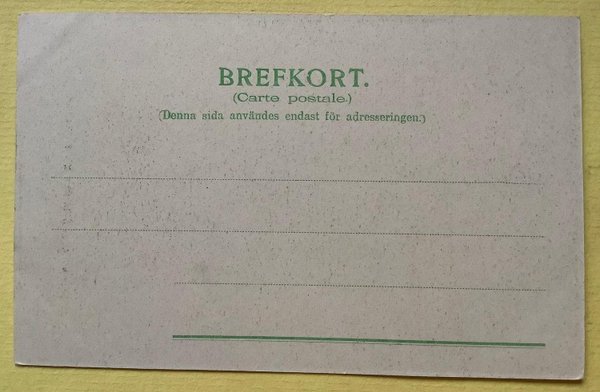 BREFKORT.
(Carte postale.)
(Denna sida användes endast för adresseringen.)